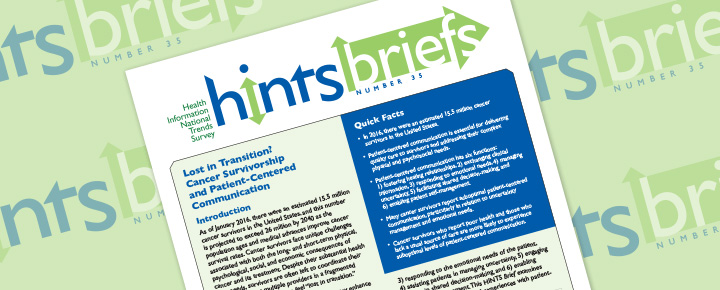 briefs
NUMBER 35
Health
Information
National
Trends
Survey
hints briefs
NUMBER 35
Lost in Transition?
Cancer Survivorship
and Patient-Centered
Communication
Introduction
As of January 2016, there were an estimated 15.5 million
cancer survivors in the United States, and this number
is projected to exceed 26 million by 2040 as the
population ages and medical advances improve cancer
survival rates. Cancer survivors face unique challenges
associated with both the long- and short-term physical,
psychological, social, and economic consequences of
cancer and its treatment. Despite their substantial health
needs, survivors are often left to coordinate their
multiple providers in a fragmented
feel "lost in transition."
enhance
Quick Facts
• In 2016, there were an estimated 15.5 million cancer
survivors in the United States.
• Patient-centered communication is essential for delivering
quality care to survivors and addressing their complex
physical and psychosocial needs.
• Patient-centered communication has six functions:
1) fostering healing relationships, 2) exchanging clinical
information, 3) responding to emotional needs, 4) managing
uncertainty, 5) facilitating shared decision-making, and
6) enabling patient self-management.
• Many cancer survivors report suboptimal patient-centered
communication, particularly in relation to uncertainty
management and emotional needs.
• Cancer survivors who report poor health and those who
lack a usual source of care are more likely to experience
suboptimal levels of patient-centered communication.
3) responding to the emotional needs of the patient,
4) assisting patients in managing uncertainty, 5) engaging
in shared decision-making, and 6) enabling
This HINTS Brief examines
experiences with patient-
briefs
NUMBER 35
nts
NUMBER 35
nts
briefs
NUMBER 35